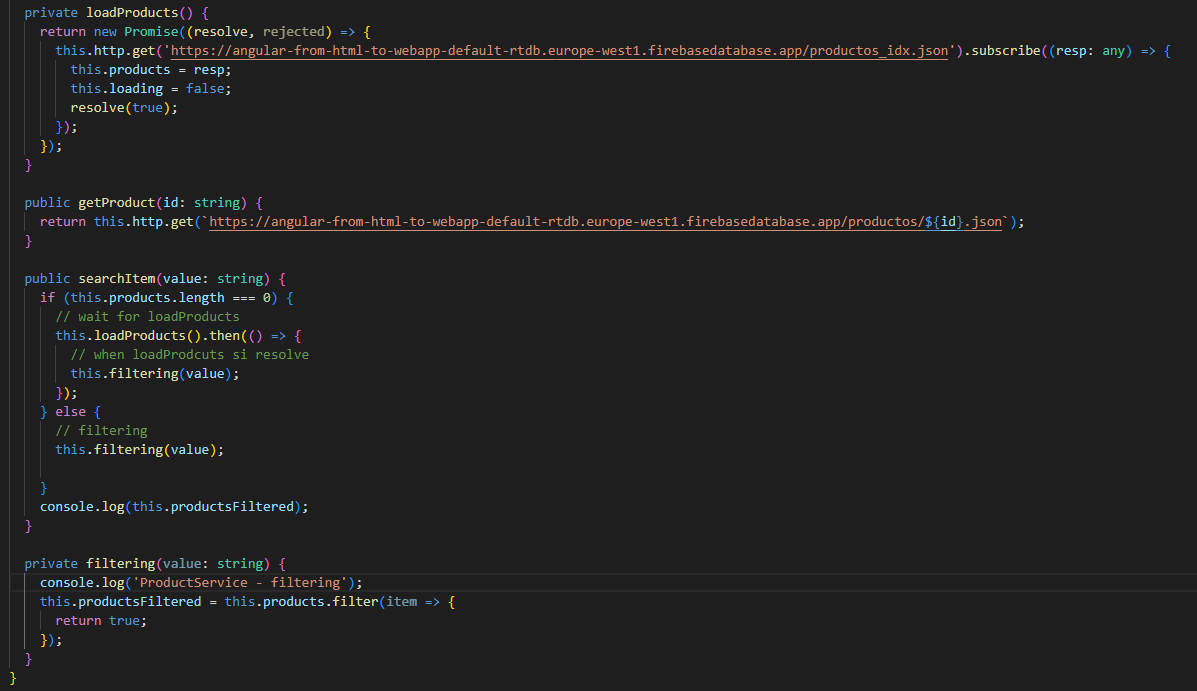 private loadProducts() {
return new Promise((resolve, rejected) => {
this.http.get('https://angular-from-html-to-webapp-default-rtdb.europe-west1.firebasedatabase.app/productos_idx.json').subscribe((resp: any) => {
this.products = resp;
this.loading = false;
resolve(true);
});
});
}
public getProduct(id: string) {
return this.http.get(`https://angular-from-html-to-webapp-default-rtdb.europe-west1.firebasedatabase.app/productos/${id}.json`);
}
public searchItem(value: string) {
if (this.products.length === 0) {
// wait for loadProducts
this.loadProducts().then(() => {
// when loadProdcuts si resolve
this.filtering(value);
});
} else {
// filtering
this.filtering(value);
}
console.log(this.productsFiltered);
}
private filtering(value: string) {
console.log('ProductService - filtering');
this.productsFiltered = this.products.filter(item => {
return true;
});
}
}